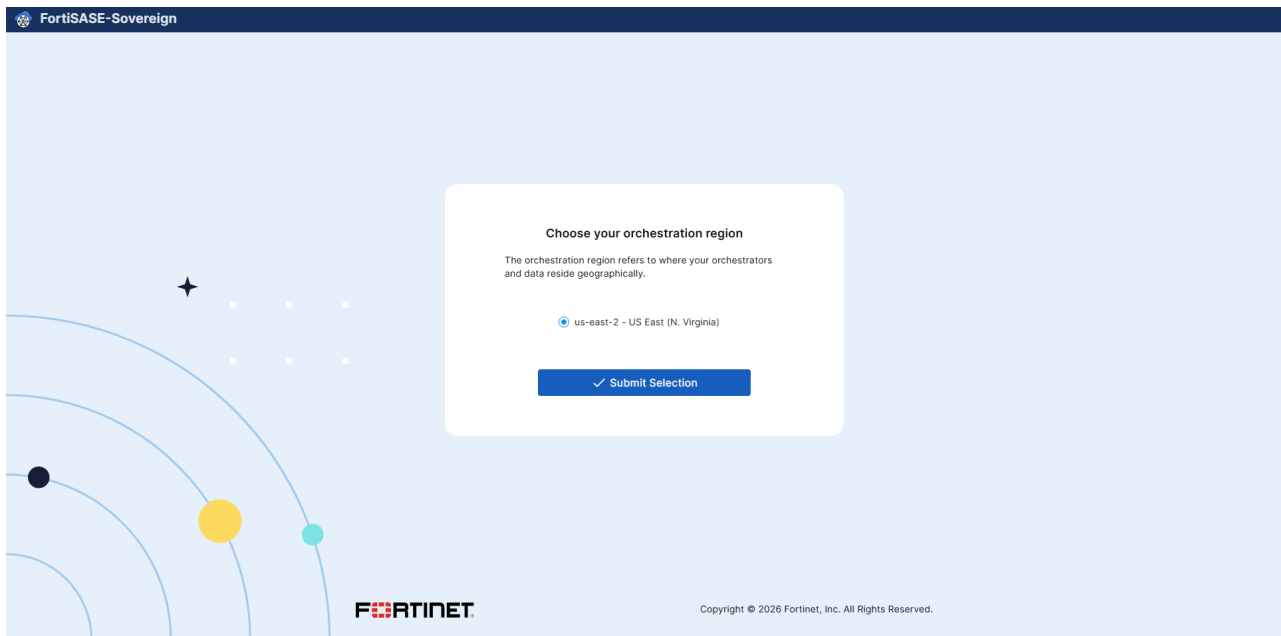 FortiSASE-Sovereign
Choose your orchestration region
The orchestration region refers to where your orchestrators
and data reside geographically.
us-east-2 - US East (N. Virginia)
Submit Selection
FORTINET
Copyright © 2026 Fortinet, Inc. All Rights Reserved.